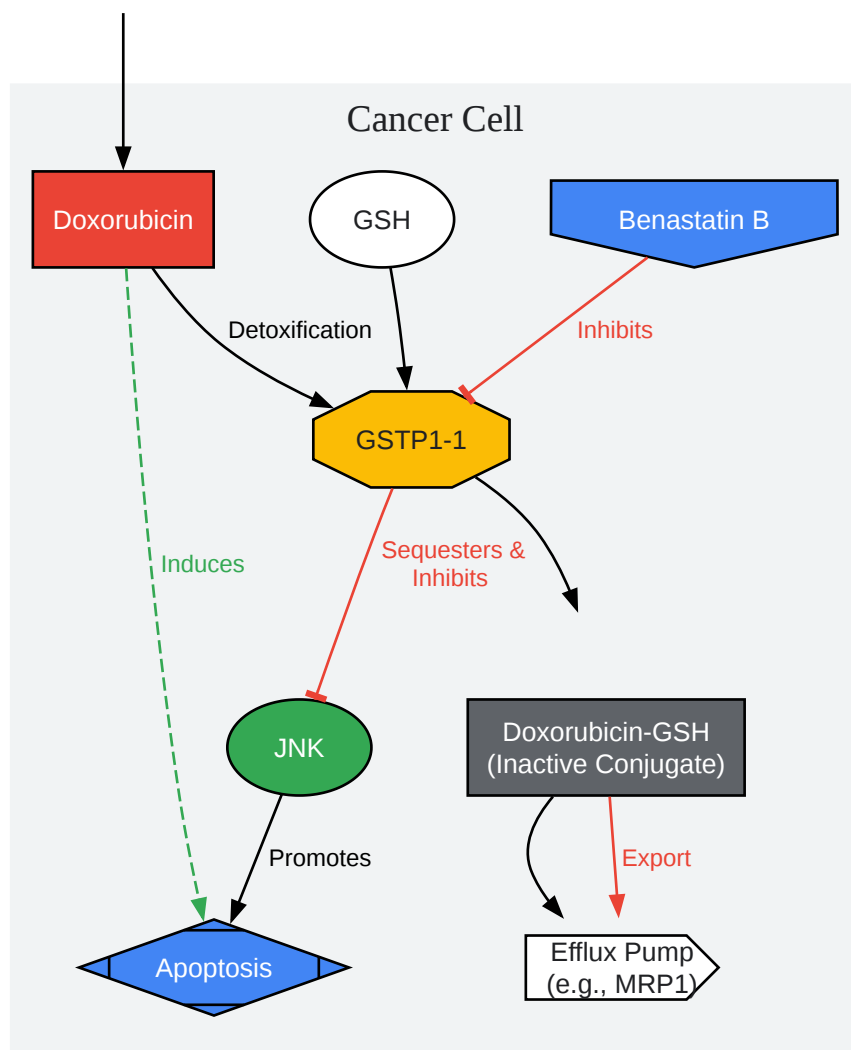 Cancer Cell
Doxorubicin
GSH
Benastatin B
Detoxification
Inhibits
GSTP1-1
Induces
Sequesters &
Inhibits
JNK
Doxorubicin-GSH
(Inactive Conjugate)
Promotes
Export
Apoptosis
Efflux Pump
(e.g., MRP1)